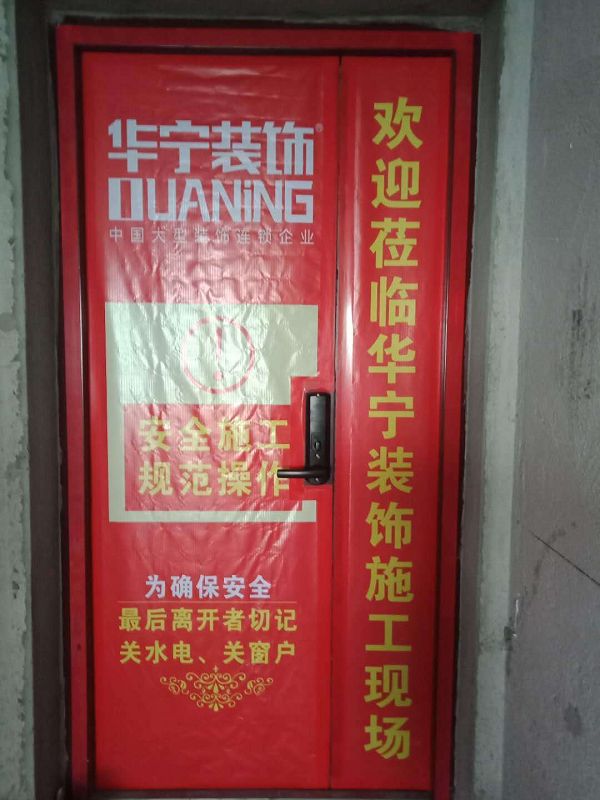 华宁装饰®
QUANiNG
中国大型装饰连锁企业
安全施工
规范操作
为确保安全
最后离开者切记
关水电、关窗户
欢迎莅临华宁装饰施工现场